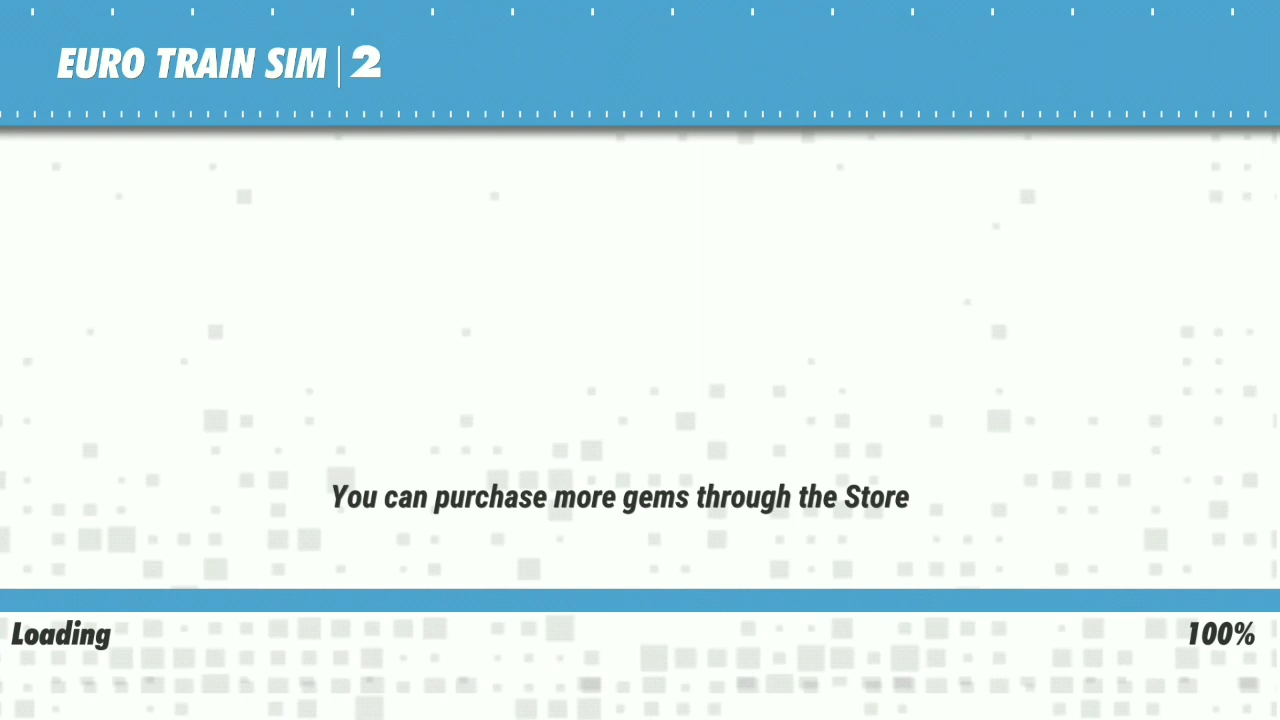 EURO TRAIN SIM | 2
You can purchase more gems through the Store
Loading
100%